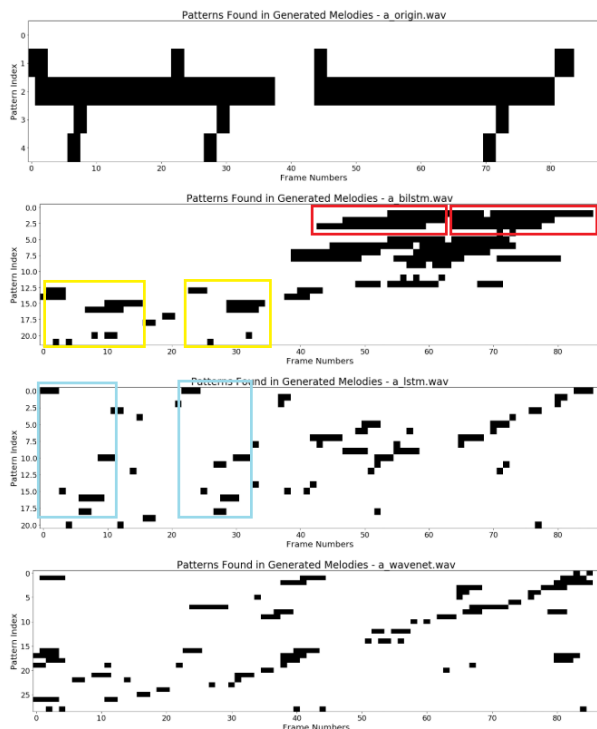 Patterns Found in Generated Melodies - a_origin.wav
0
1
2
3
4
Pattern Index
0 10 20 30 40 50 60 70 80
Frame Numbers
Patterns Found in Generated Melodies - a_bilstm.wav
0.0
2.5
5.0
7.5
10.0
12.5
15.0
17.5
20.0
Pattern Index
0 10 20 30 40 50 60 70 80
Frame Numbers
Patterns Found in Generated Melodies - a_lstm.wav
0.0
2.5
5.0
7.5
10.0
12.5
15.0
17.5
20.0
Pattern Index
0 10 20 30 40 50 60 70 80
Frame Numbers
Patterns Found in Generated Melodies - a_wavenet.wav
0
5
10
15
20
25
Pattern Index
0 10 20 30 40 50 60 70 80
Frame Numbers